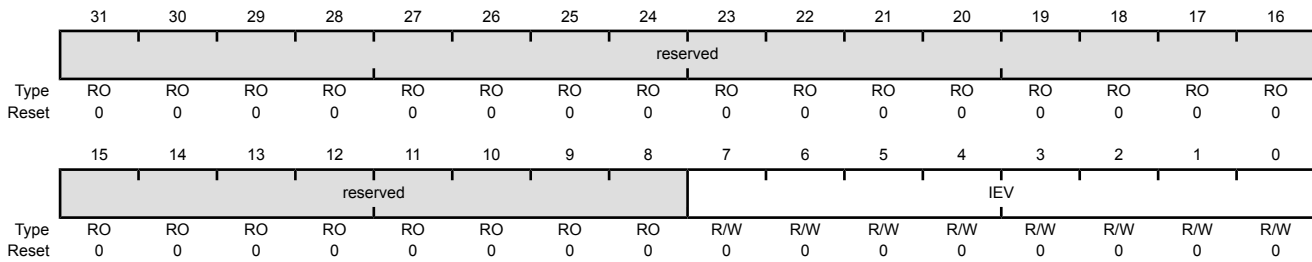 31 30 29 28 27 26 25 24 23 22 21 20 19 18 17 16
reserved
Type RO RO RO RO RO RO RO RO RO RO RO RO RO RO RO RO
Reset 0 0 0 0 0 0 0 0 0 0 0 0 0 0 0 0
15 14 13 12 11 10 9 8 7 6 5 4 3 2 1 0
reserved IEV
Type RO RO RO RO RO RO RO RO R/W R/W R/W R/W R/W R/W R/W R/W
Reset 0 0 0 0 0 0 0 0 0 0 0 0 0 0 0 0